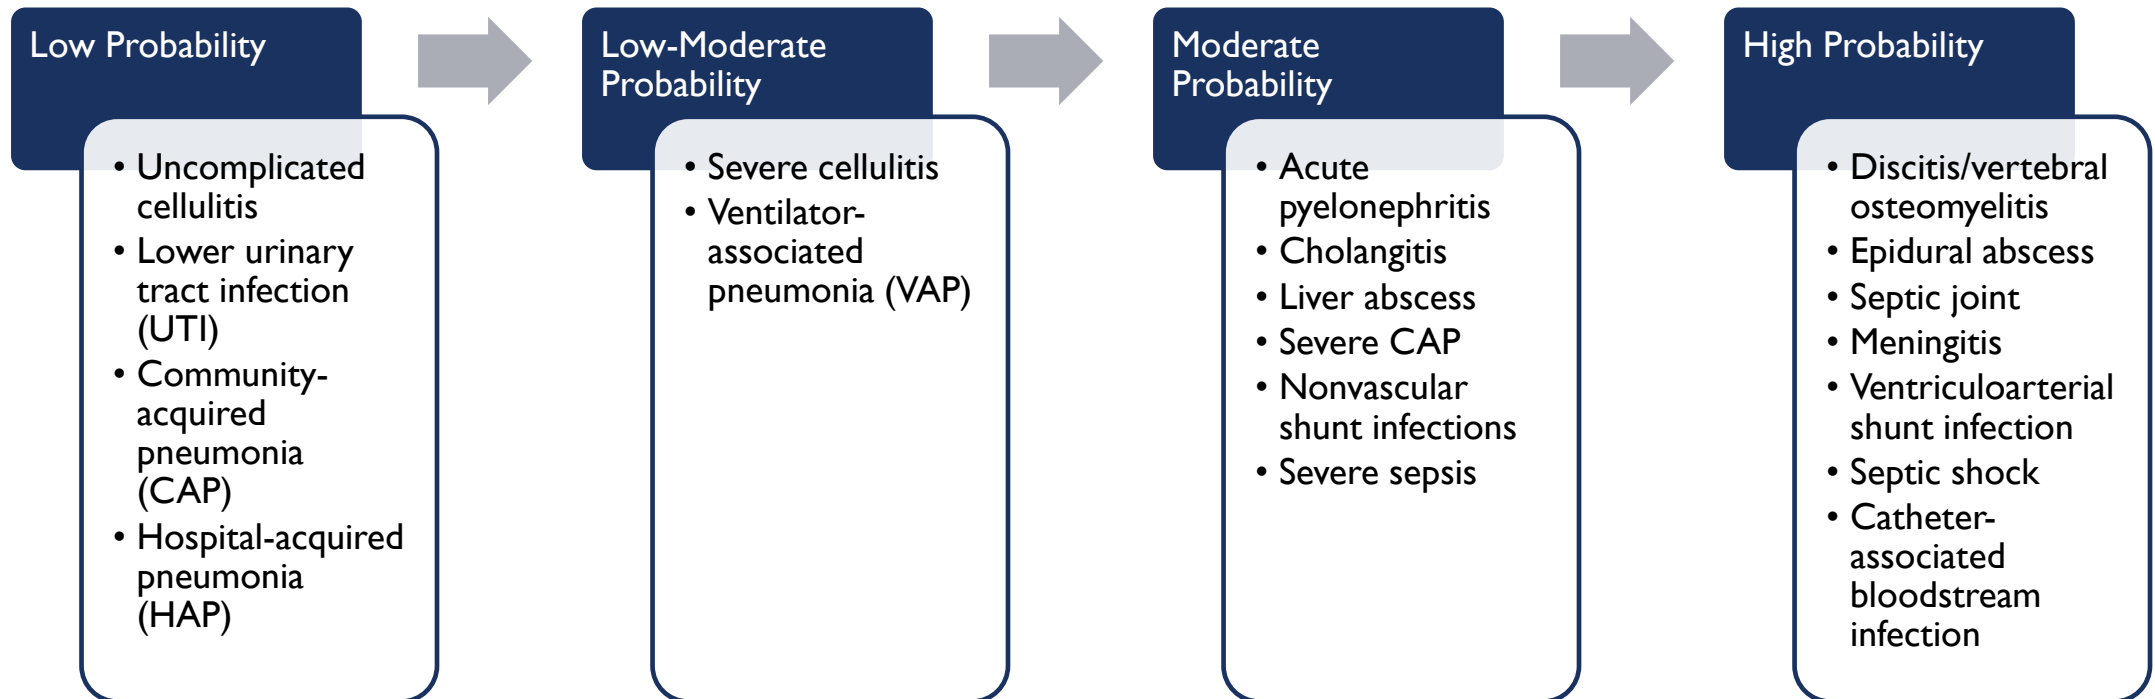 Low Probability
• Uncomplicated
cellulitis
• Lower urinary
tract infection
(UTI)
• Community-
acquired
pneumonia
(CAP)
• Hospital-acquired
pneumonia
(HAP)
Low-Moderate
Probability
• Severe cellulitis
• Ventilator-
associated
pneumonia (VAP)
Moderate
Probability
• Acute
pyelonephritis
• Cholangitis
• Liver abscess
• Severe CAP
• Nonvascular
shunt infections
• Severe sepsis
High Probability
• Discitis/vertebral
osteomyelitis
• Epidural abscess
• Septic joint
• Meningitis
• Ventriculoarterial
shunt infection
• Septic shock
• Catheter-
associated
bloodstream
infection